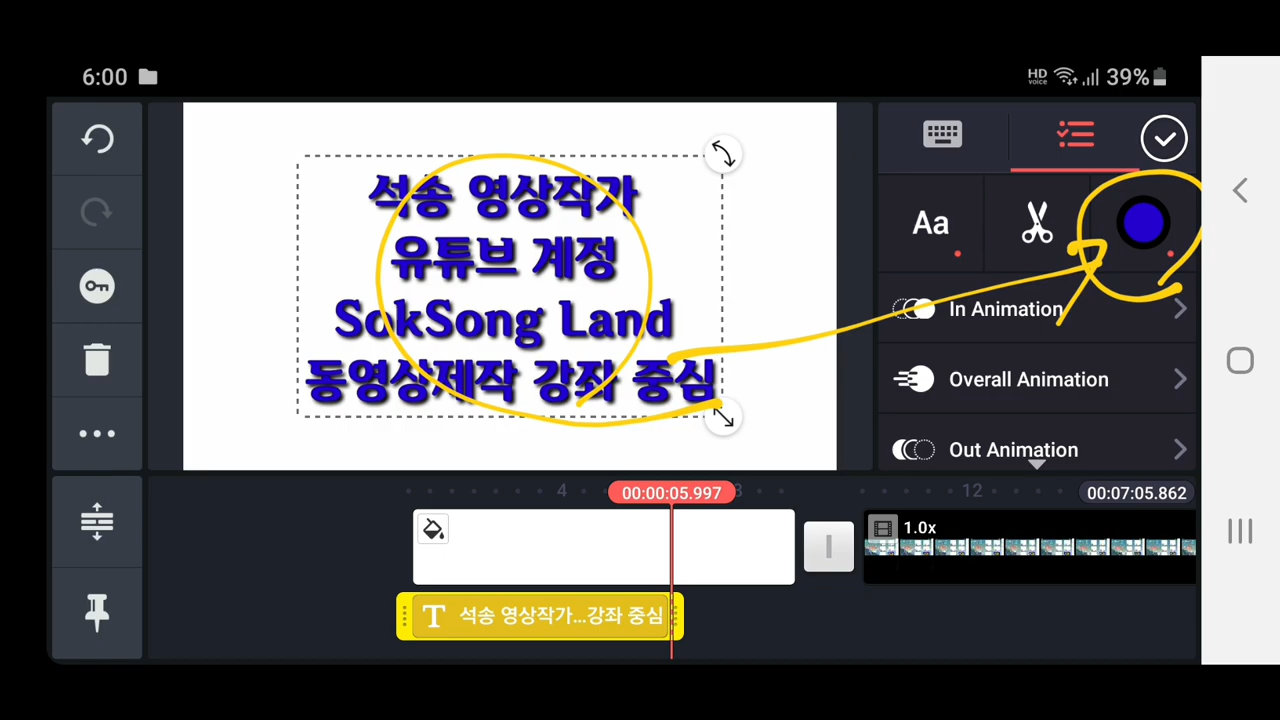 6:00
HD voice
39%
석송 영상작가
유튜브 계정
SokSong Land
동영상제작 강좌 중심
Aa
In Animation
Overall Animation
Out Animation
4
00:00:05.997
8
12
00:07:05.862
1.0x
T 석송 영상작가...강좌 중심